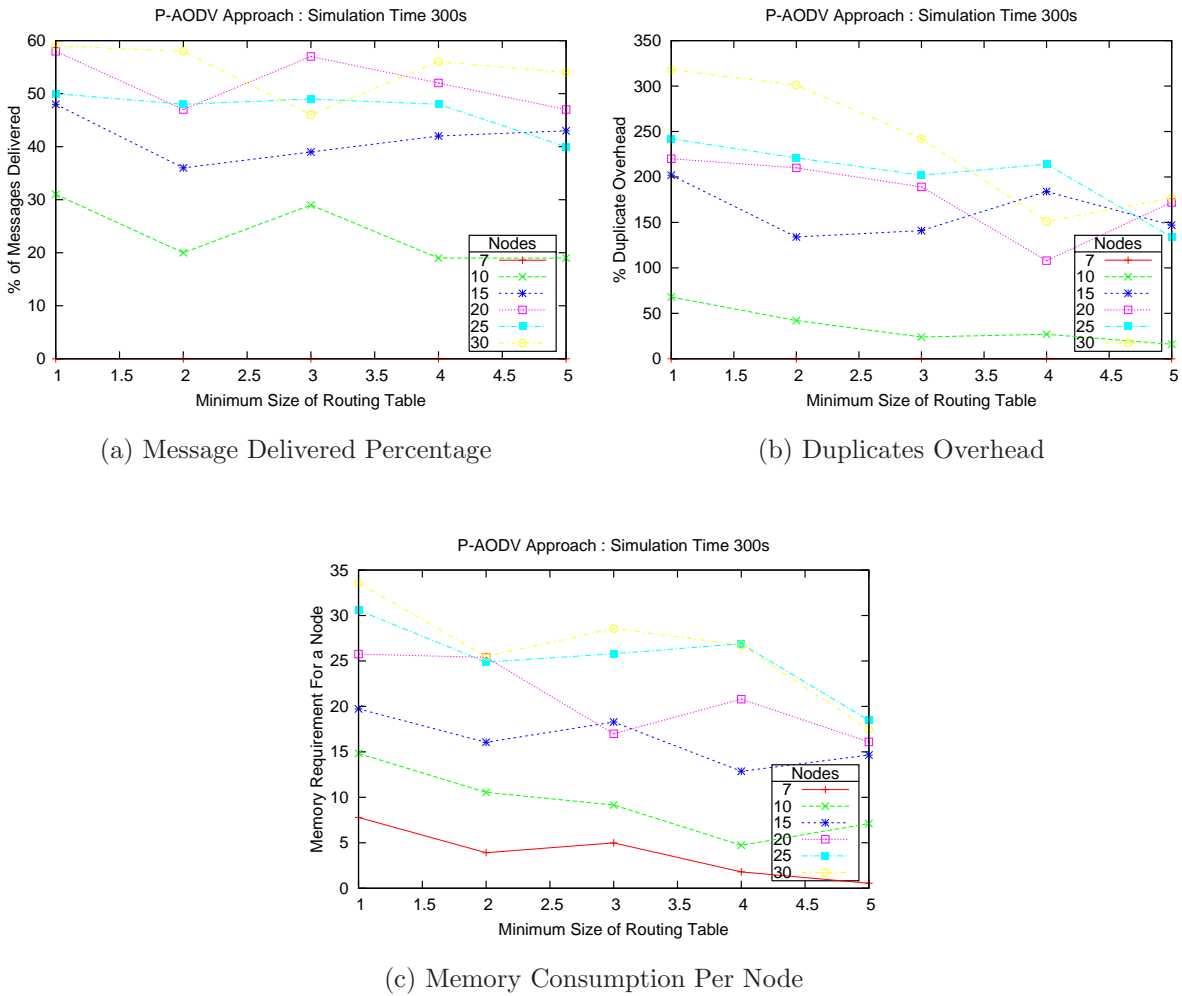 P-AODV Approach : Simulation Time 300s
60
50
40
30
20
10
0
% of Messages Delivered
Nodes
7
10
15
20
25
30
1 1.5 2 2.5 3 3.5 4 4.5 5
Minimum Size of Routing Table
(a) Message Delivered Percentage
P-AODV Approach : Simulation Time 300s
350
300
250
200
150
100
50
0
% Duplicate Overhead
Nodes
7
10
15
20
25
30
1 1.5 2 2.5 3 3.5 4 4.5 5
Minimum Size of Routing Table
(b) Duplicates Overhead
P-AODV Approach : Simulation Time 300s
35
30
25
20
15
10
5
0
Memory Requirement For a Node
Nodes
7
10
15
20
25
30
1 1.5 2 2.5 3 3.5 4 4.5 5
Minimum Size of Routing Table
(c) Memory Consumption Per Node